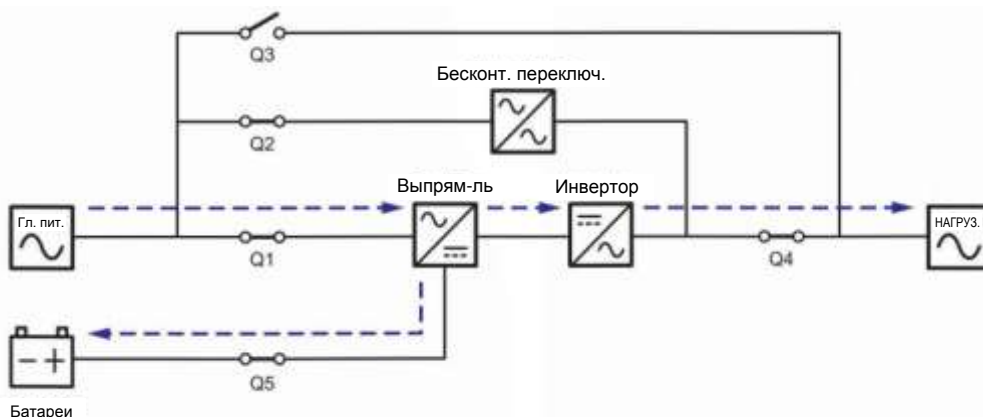 Q3
Бесконт. переключ.
Q2
Выпрям-ль
Инвертор
Гл. пит.
НАГРУЗ.
Q1
Q4
Q5
Батареи